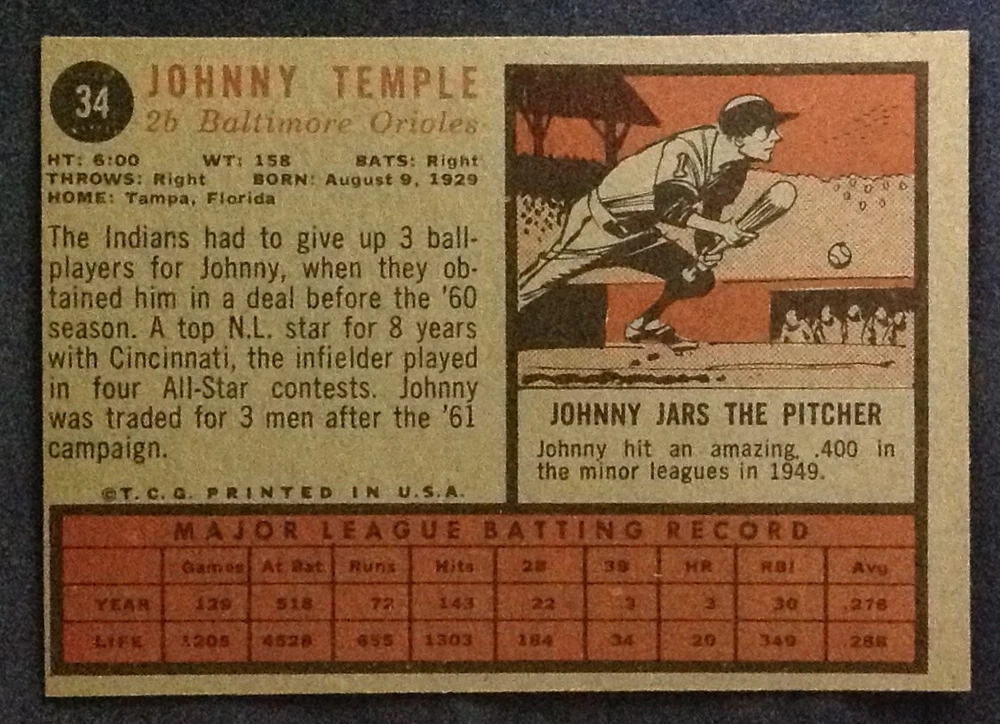 34
JOHNNY TEMPLE
2b Baltimore Orioles
HT: 6:00 WT: 158 BATS: Right
THROWS: Right BORN: August 9, 1929
HOME: Tampa, Florida
The Indians had to give up 3 ball-
players for Johnny, when they ob-
tained him in a deal before the '60
season. A top N.L. star for 8 years
with Cincinnati, the infielder played
in four All-Star contests. Johnny
was traded for 3 men after the '61
campaign.
©T.C.G. PRINTED IN U.S.A.
1
JOHNNY JARS THE PITCHER
Johnny hit an amazing .400 in
the minor leagues in 1949.
MAJOR LEAGUE BATTING RECORD
Games At Bat Runs Hits 2B 3B HR RBI Avg
YEAR 129 518 72 143 22 3 3 30 .276
LIFE 1205 4528 655 1303 184 34 20 349 .288